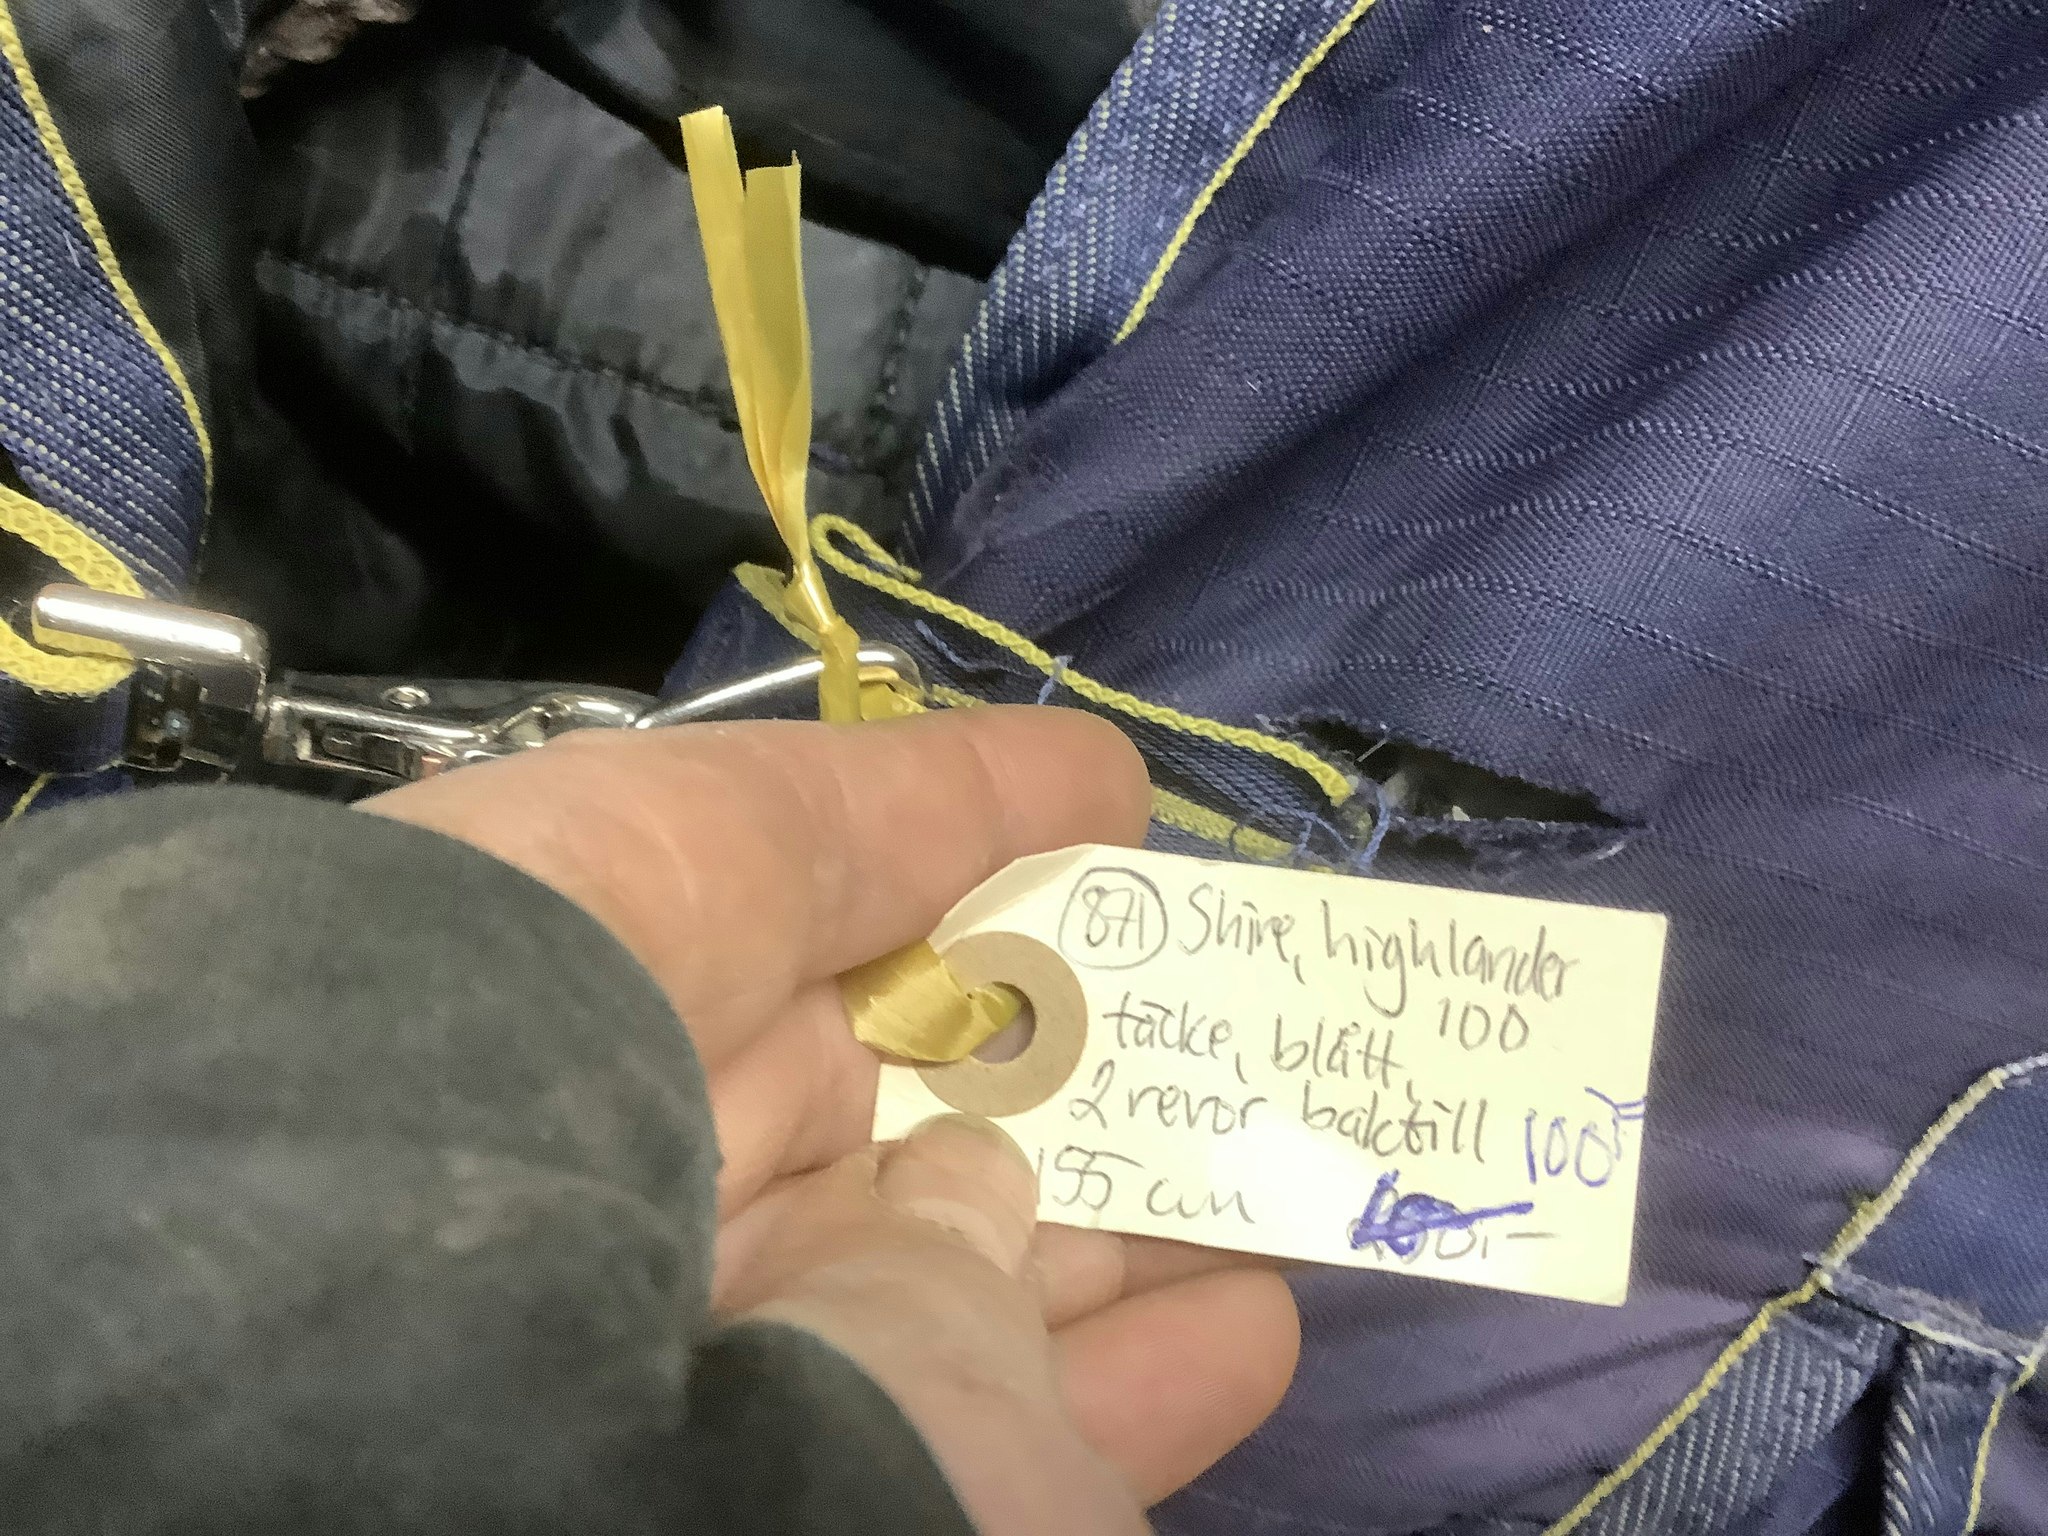 871 Shire, highlander
täcke, blått, 100
2 revor baktill 100:-
155 cm